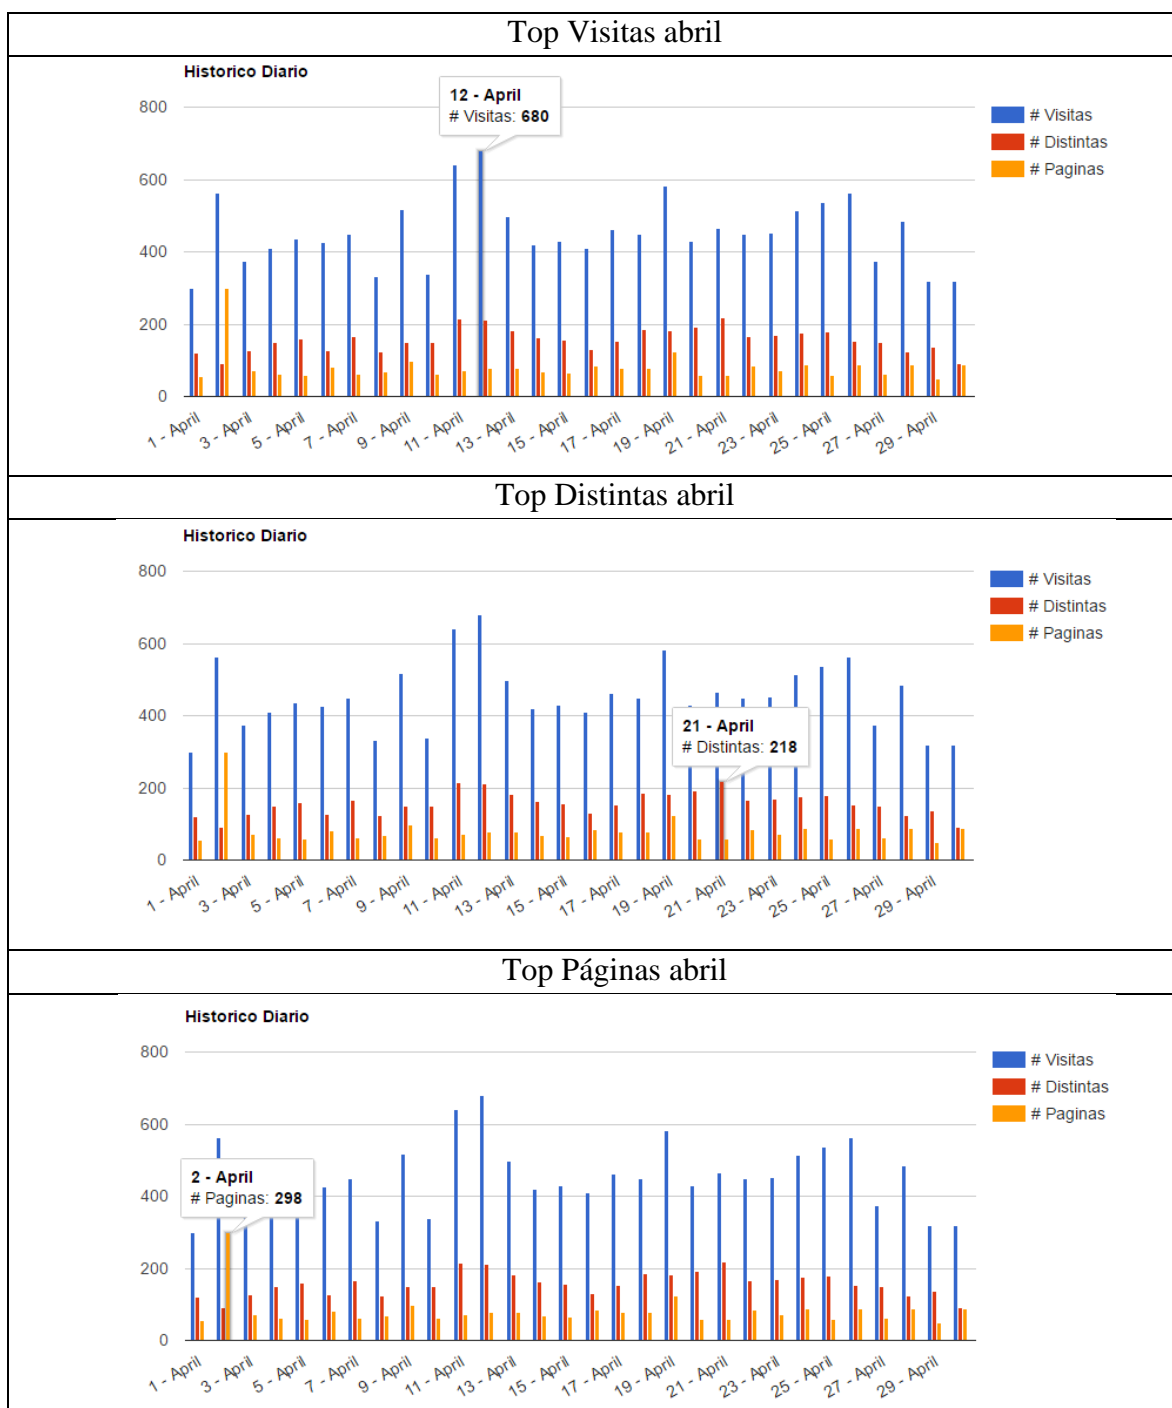 Top Visitas abril
Historico Diario
12 - April
# Visitas: 680
800
600
400
200
0
# Visitas
# Distintas
# Paginas
1 - April
3 - April
5 - April
7 - April
9 - April
11 - April
13 - April
15 - April
17 - April
19 - April
21 - April
23 - April
25 - April
27 - April
29 - April
Top Distintas abril
Historico Diario
800
600
400
200
0
21 - April
# Distintas: 218
# Visitas
# Distintas
# Paginas
1 - April
3 - April
5 - April
7 - April
9 - April
11 - April
13 - April
15 - April
17 - April
19 - April
21 - April
23 - April
25 - April
27 - April
29 - April
Top Páginas abril
Historico Diario
800
600
400
200
0
2 - April
# Paginas: 298
# Visitas
# Distintas
# Paginas
1 - April
3 - April
5 - April
7 - April
9 - April
11 - April
13 - April
15 - April
17 - April
19 - April
21 - April
23 - April
25 - April
27 - April
29 - April